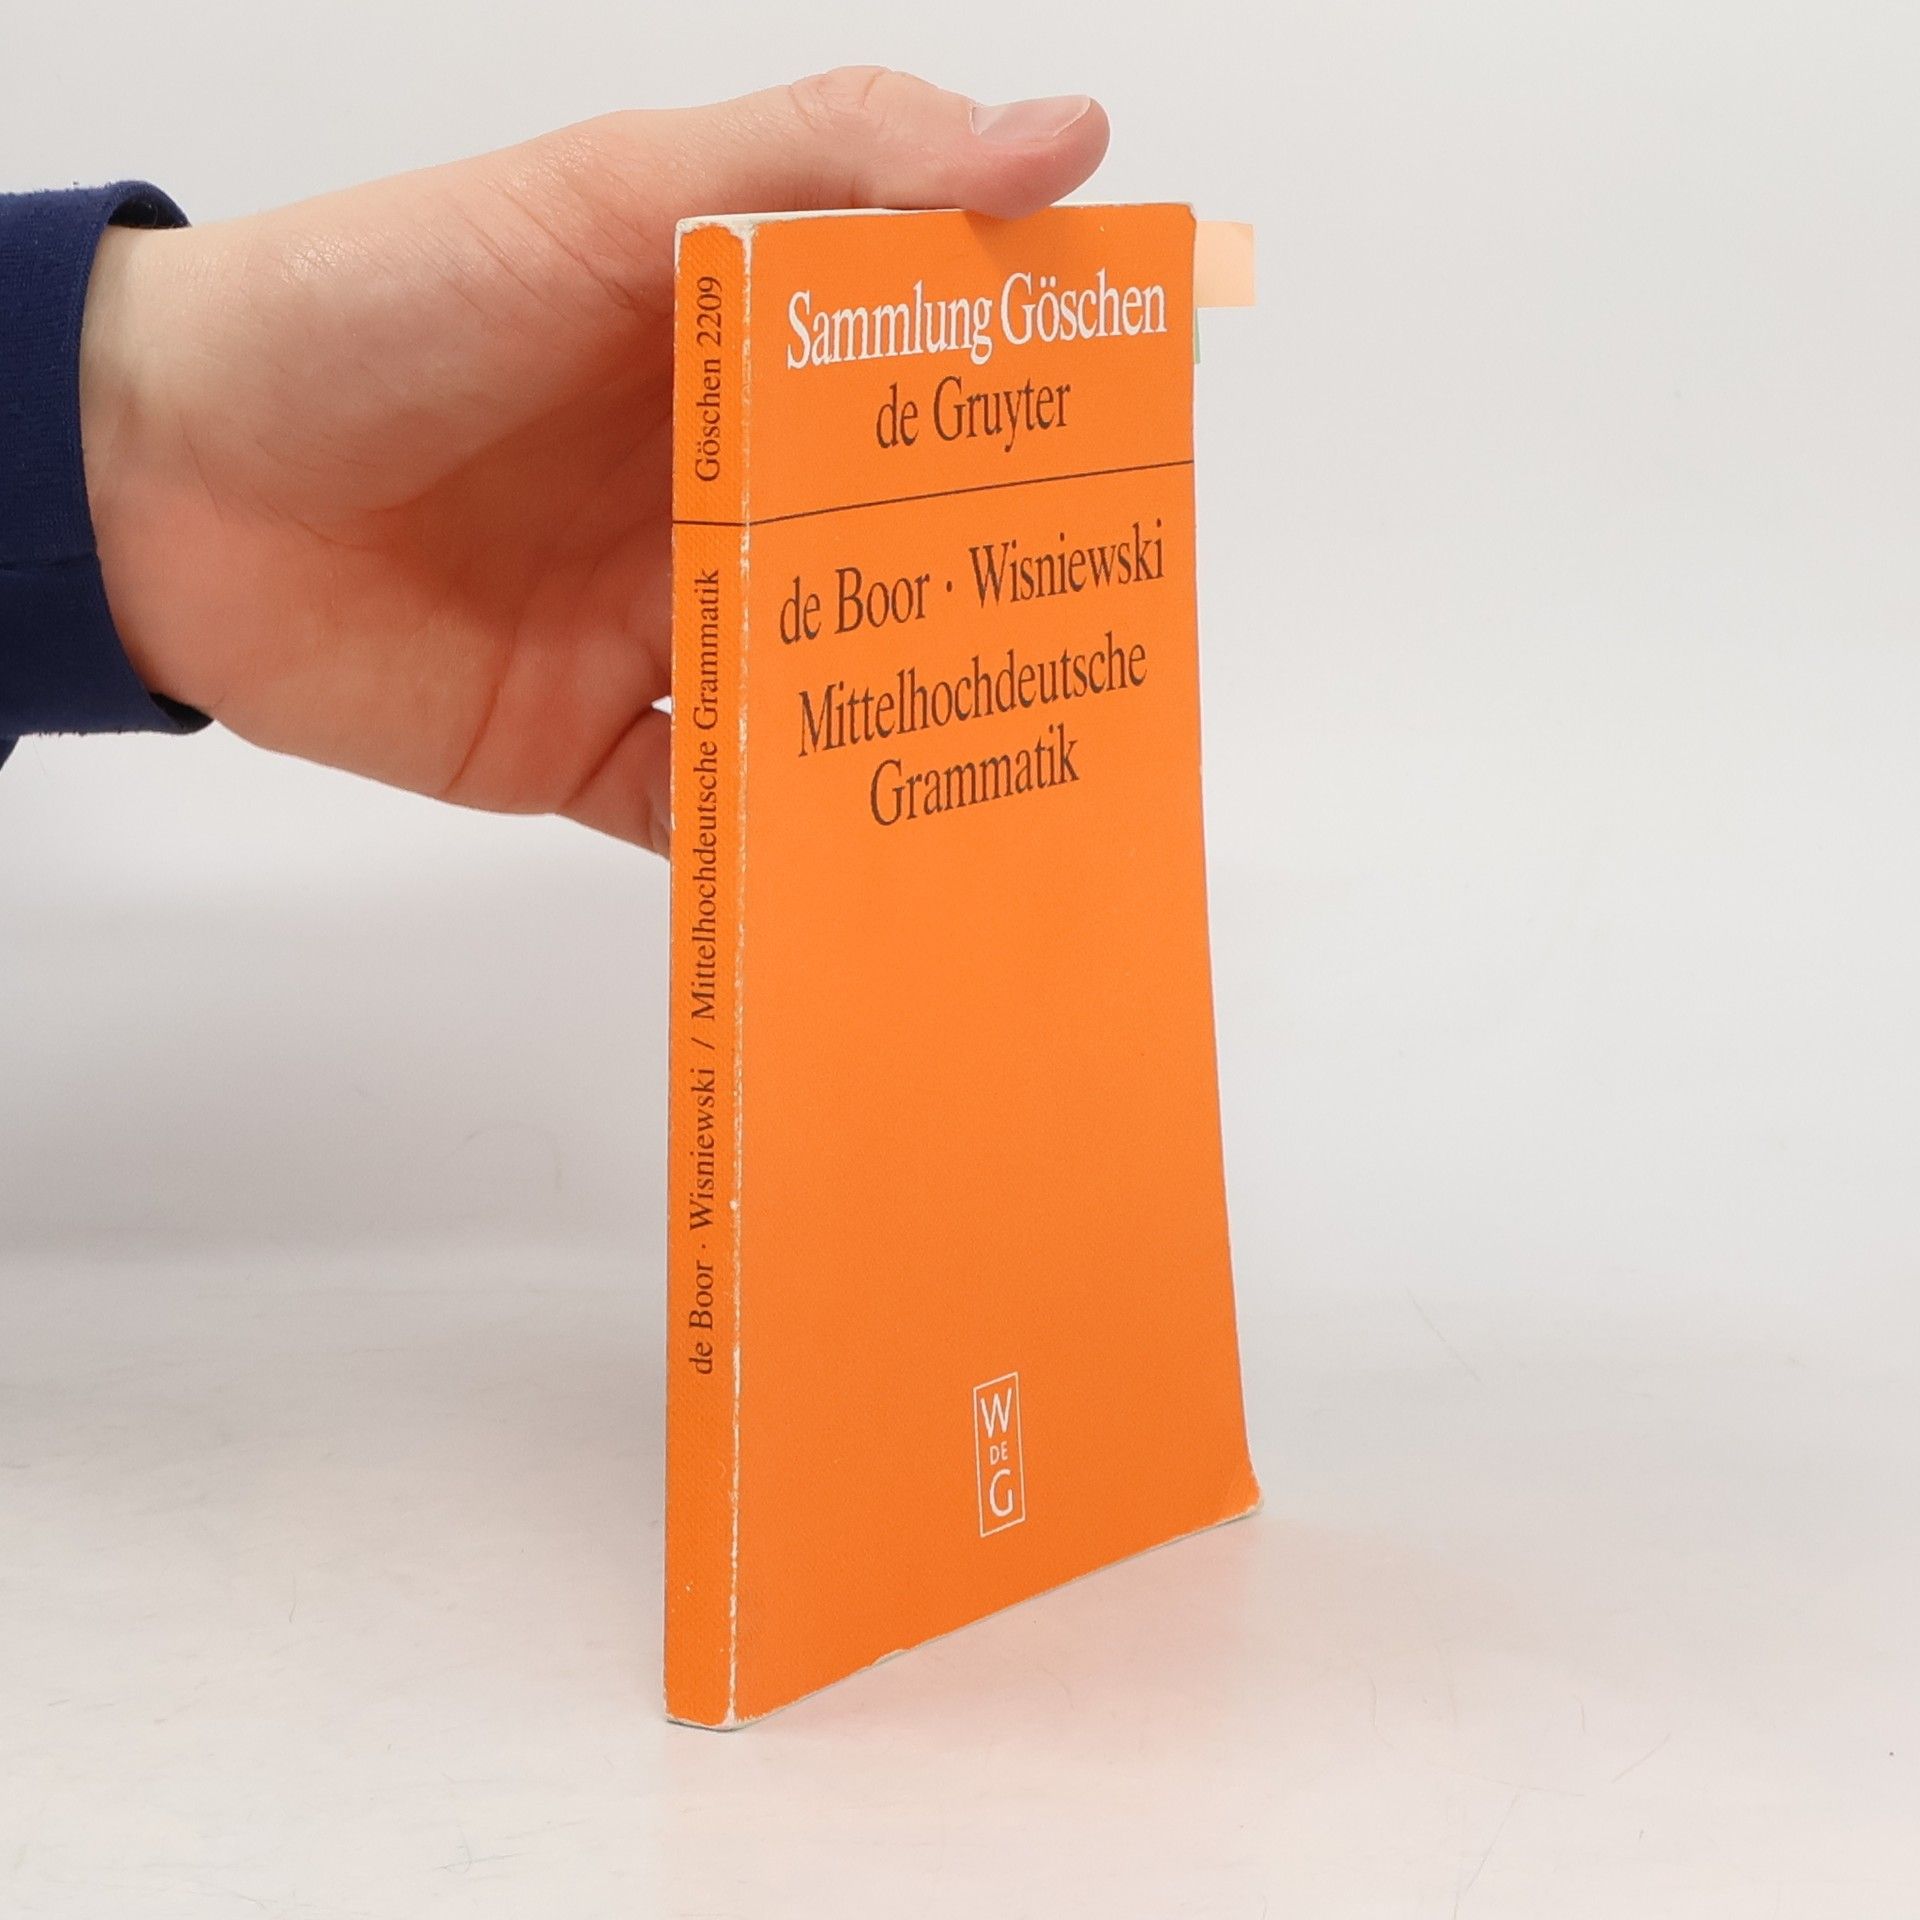 Göschen 2209
de Boor · Wisniewski / Mittelhochdeutsche Grammatik
Sammlung Göschen
de Gruyter
de Boor · Wisniewski
Mittelhochdeutsche
Grammatik
W
DE
G